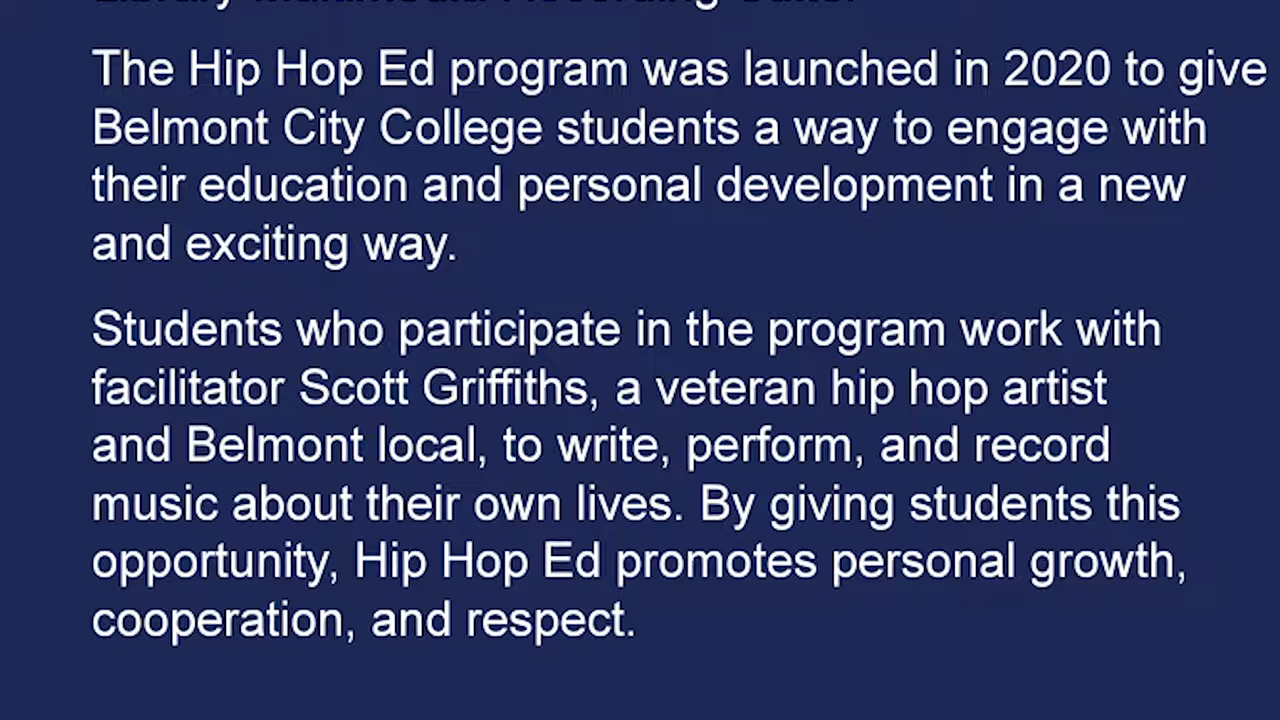 The Hip Hop Ed program was launched in 2020 to give
Belmont City College students a way to engage with
their education and personal development in a new
and exciting way.
Students who participate in the program work with
facilitator Scott Griffiths, a veteran hip hop artist
and Belmont local, to write, perform, and record
music about their own lives. By giving students this
opportunity, Hip Hop Ed promotes personal growth,
cooperation, and respect.